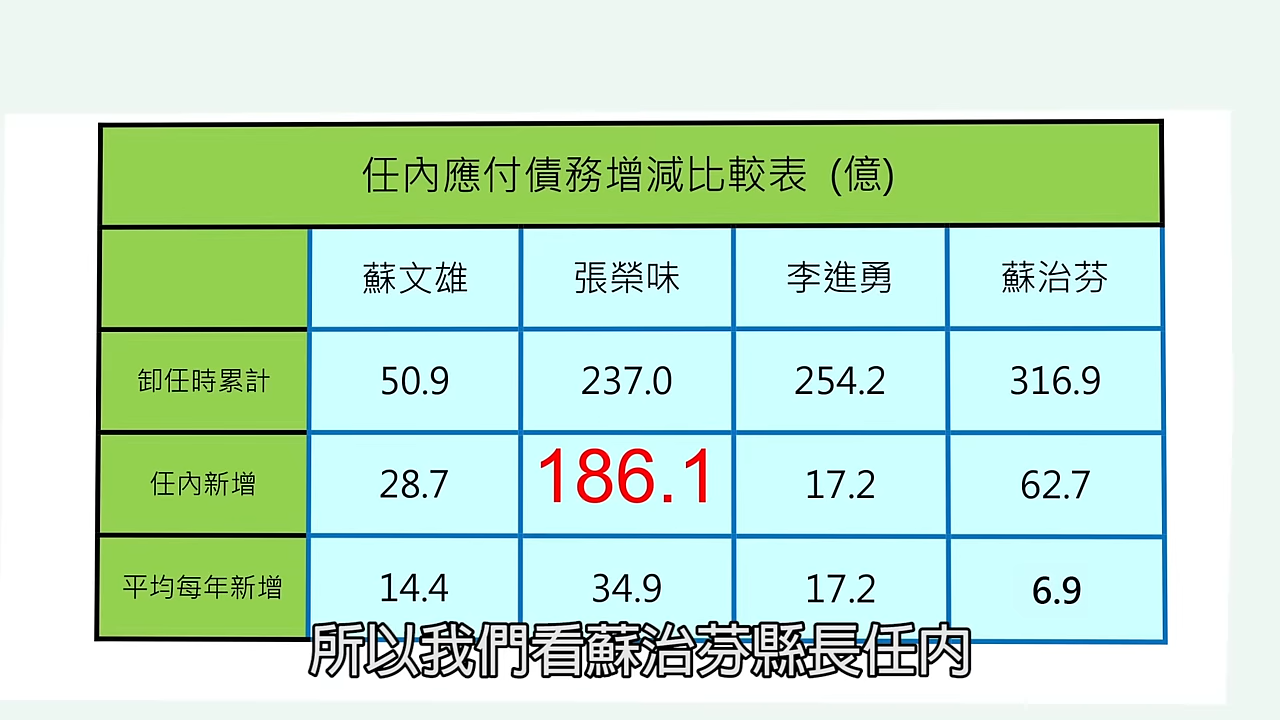 任內應付債務增減比較表 (億)
蘇文雄 張榮味 李進勇 蘇治芬
卸任時累計 50.9 237.0 254.2 316.9
任內新增 28.7 186.1 17.2 62.7
平均每年新增 14.4 34.9 17.2 6.9
所以我們看蘇治芬縣長任內